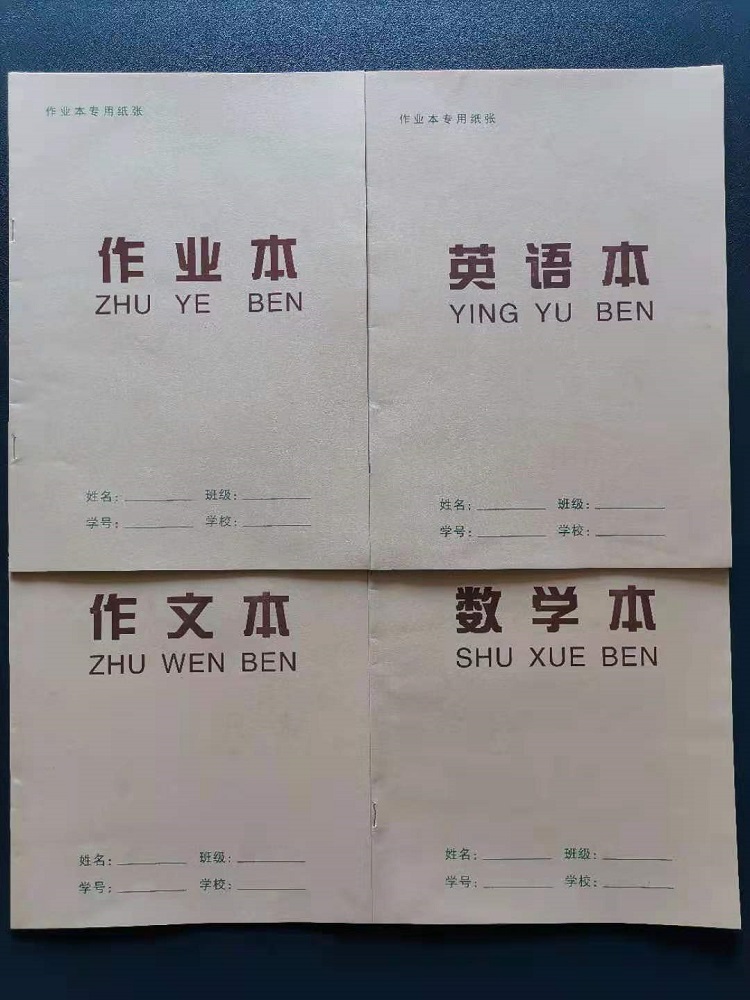 作业本专用纸张
作业本
ZHU YE BEN
姓名: 班级:
学号: 学校:
作业本专用纸张
英语本
YING YU BEN
姓名: 班级:
学号: 学校:
作文本
ZHU WEN BEN
姓名: 班级:
学号: 学校:
数学本
SHU XUE BEN
姓名: 班级:
学号: 学校: